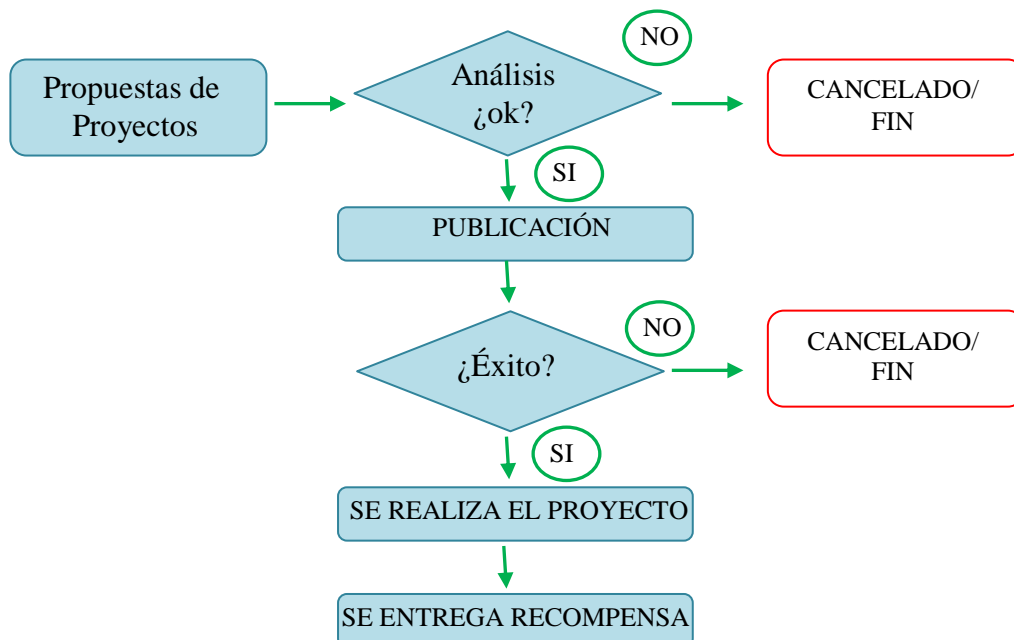 Propuestas de
Proyectos
Análisis
¿ok?
NO
CANCELADO/
FIN
SI
PUBLICACIÓN
¿Éxito?
NO
CANCELADO/
FIN
SI
SE REALIZA EL PROYECTO
SE ENTREGA RECOMPENSA